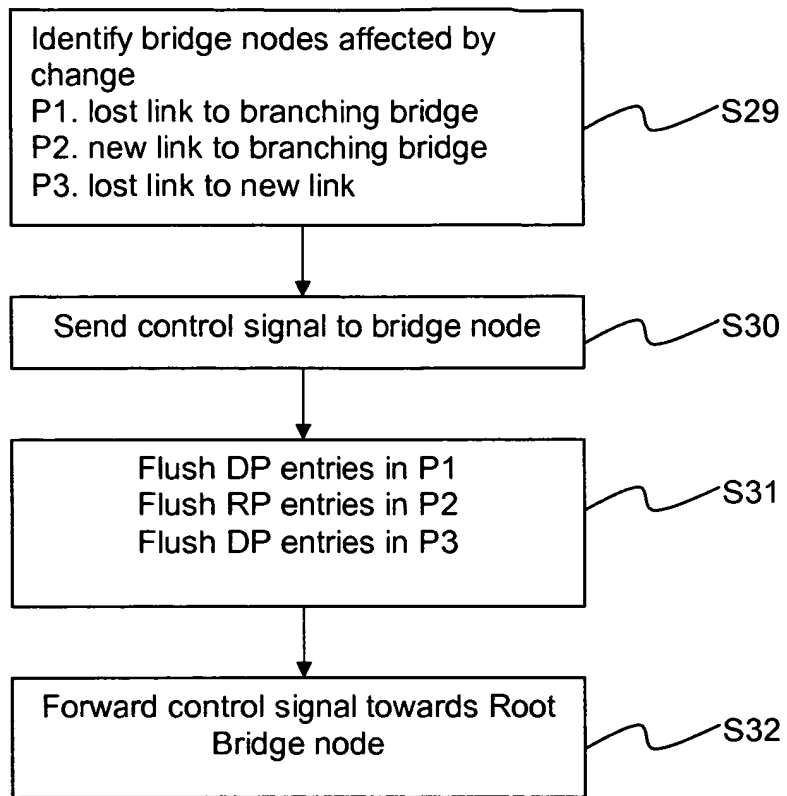 Identify bridge nodes affected by
change
P1. lost link to branching bridge
P2. new link to branching bridge
P3. lost link to new link
S29
Send control signal to bridge node
S30
Flush DP entries in P1
Flush RP entries in P2
Flush DP entries in P3
S31
Forward control signal towards Root
Bridge node
S32